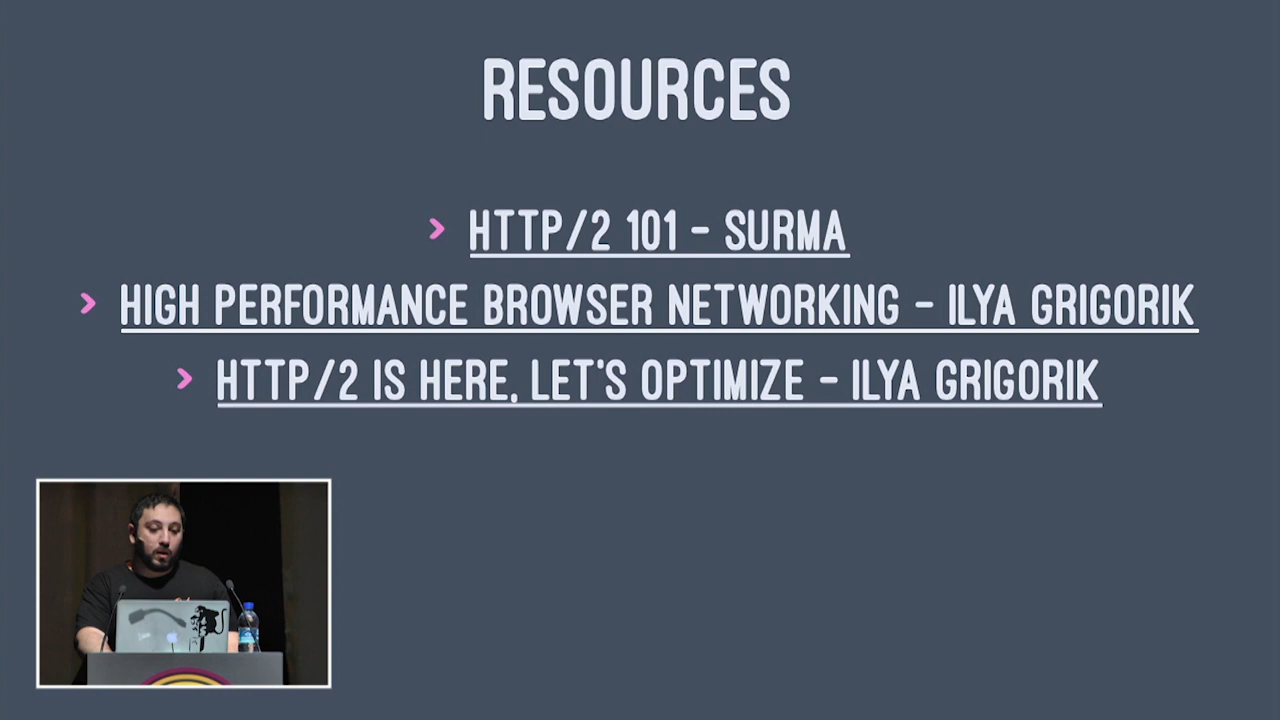 RESOURCES
HTTP/2 101 - SURMA
HIGH PERFORMANCE BROWSER NETWORKING - ILYA GRIGORIK
HTTP/2 IS HERE, LET'S OPTIMIZE - ILYA GRIGORIK